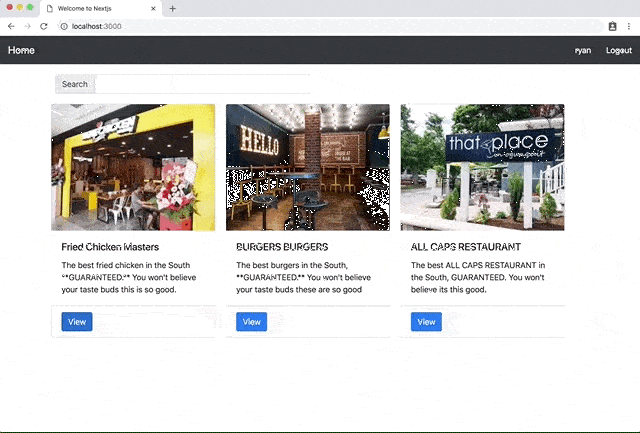 Welcome to Nextjs
localhost:3000
Home
ryan
Logout
Search
HELLO
that place
Fried Chicken Masters
The best fried chicken in the South
**GUARANTEED.** You won't believe
your taste buds this is so good.
View
BURGERS BURGERS
The best burgers in the South,
**GUARANTEED.** You won't believe
your taste buds these are so good
View
ALL CAPS RESTAURANT
The best ALL CAPS RESTAURANT in
the South, GUARANTEED. You won't
believe its this good.
View